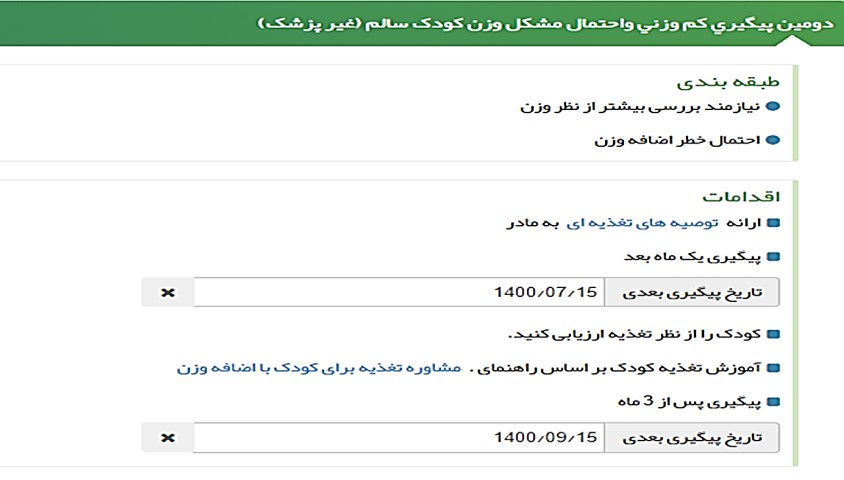 دومین پیگیري کم وزني واحتمال مشکل وزن کودک سالم (غیر پزشک)
طبقه بندی
نیازمند بررسی بیشتر از نظر وزن
احتمال خطر اضافه وزن
اقدامات
ارائه توصیه های تغذیه ای به مادر
پیگیری یک ماه بعد
تاریخ پیگیری بعدی 1400/07/15
کودک را از نظر تغذیه ارزیابی کنید.
آموزش تغذیه کودک بر اساس راهنمای . مشاوره تغذیه برای کودک با اضافه وزن
پیگیری پس از 3 ماه
تاریخ پیگیری بعدی 1400/09/15